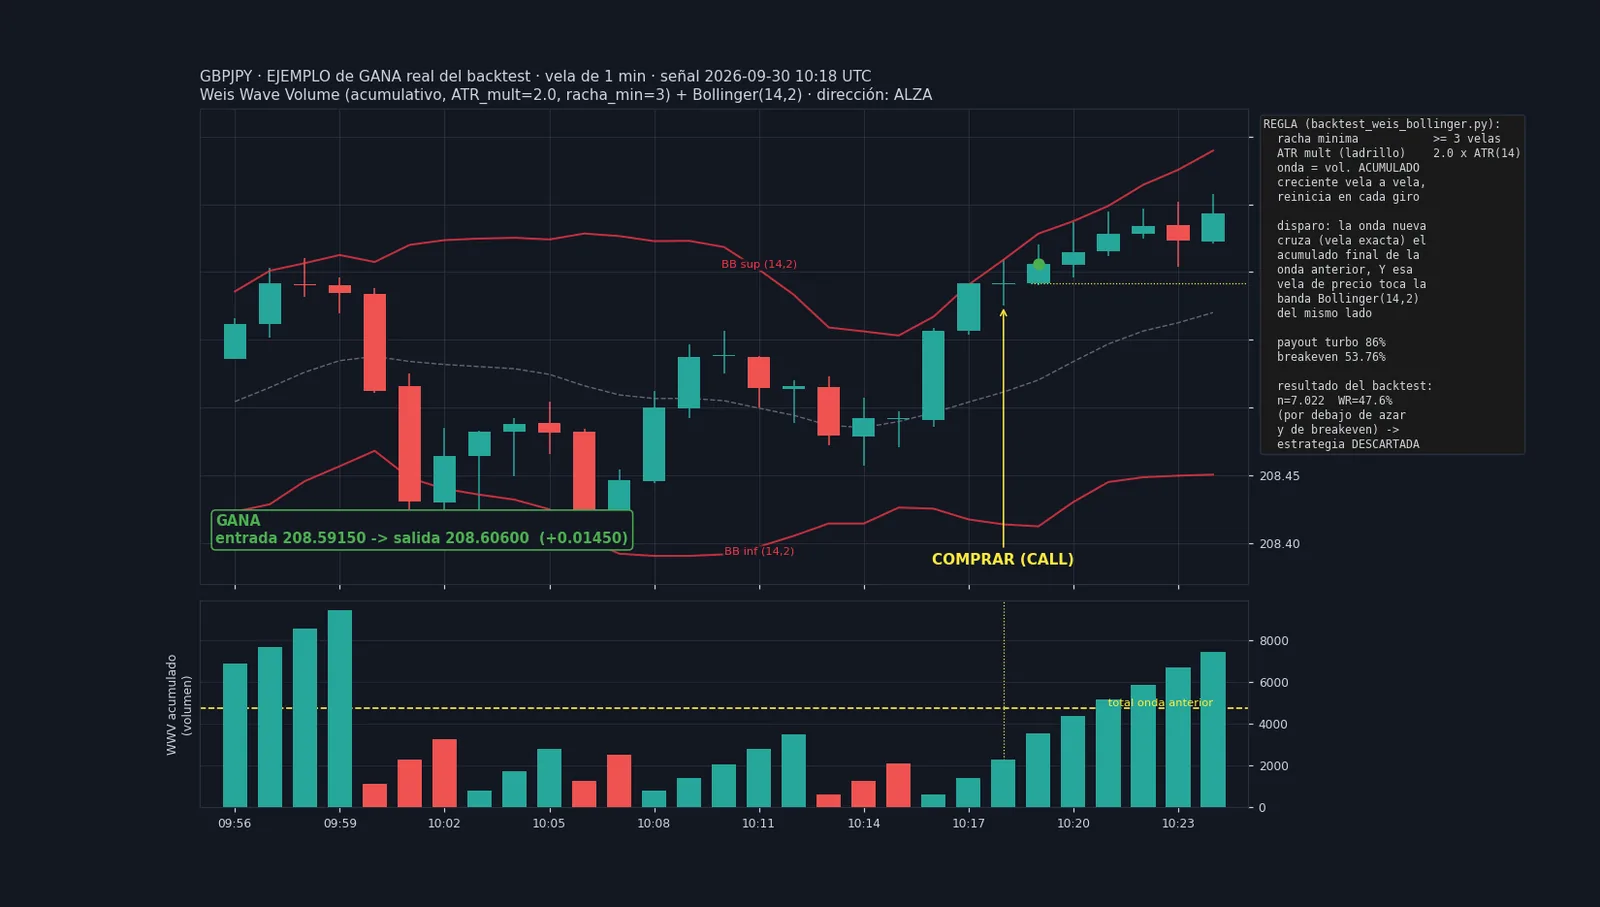 GBPJPY · EJEMPLO de GANA real del backtest · vela de 1 min · señal 2026-09-30 10:18 UTC
Weis Wave Volume (acumulativo, ATR_mult=2.0, racha_min=3) + Bollinger(14,2) · dirección: ALZA
REGLA (backtest_weis_bollinger.py):
racha minima >= 3 velas
ATR mult (ladrillo) 2.0 x ATR(14)
onda = vol. ACUMULADO
creciente vela a vela,
reinicia en cada giro
disparo: la onda nueva
cruza (vela exacta) el
acumulado final de la
onda anterior, Y esa
vela de precio toca la
banda Bollinger(14,2)
del mismo lado
payout turbo 86%
breakeven 53.76%
resultado del backtest:
n=7.022 WR=47.6%
(por debajo de azar
y de breakeven) ->
estrategia DESCARTADA
BB sup (14,2)
208.45
208.40
GANA
entrada 208.59150 -> salida 208.60600 (+0.01450)
BB inf (14,2)
COMPRAR (CALL)
WWV acumulado
(volumen)
total onda anterior
8000
6000
4000
2000
0
09:56 09:59 10:02 10:05 10:08 10:11 10:14 10:17 10:20 10:23